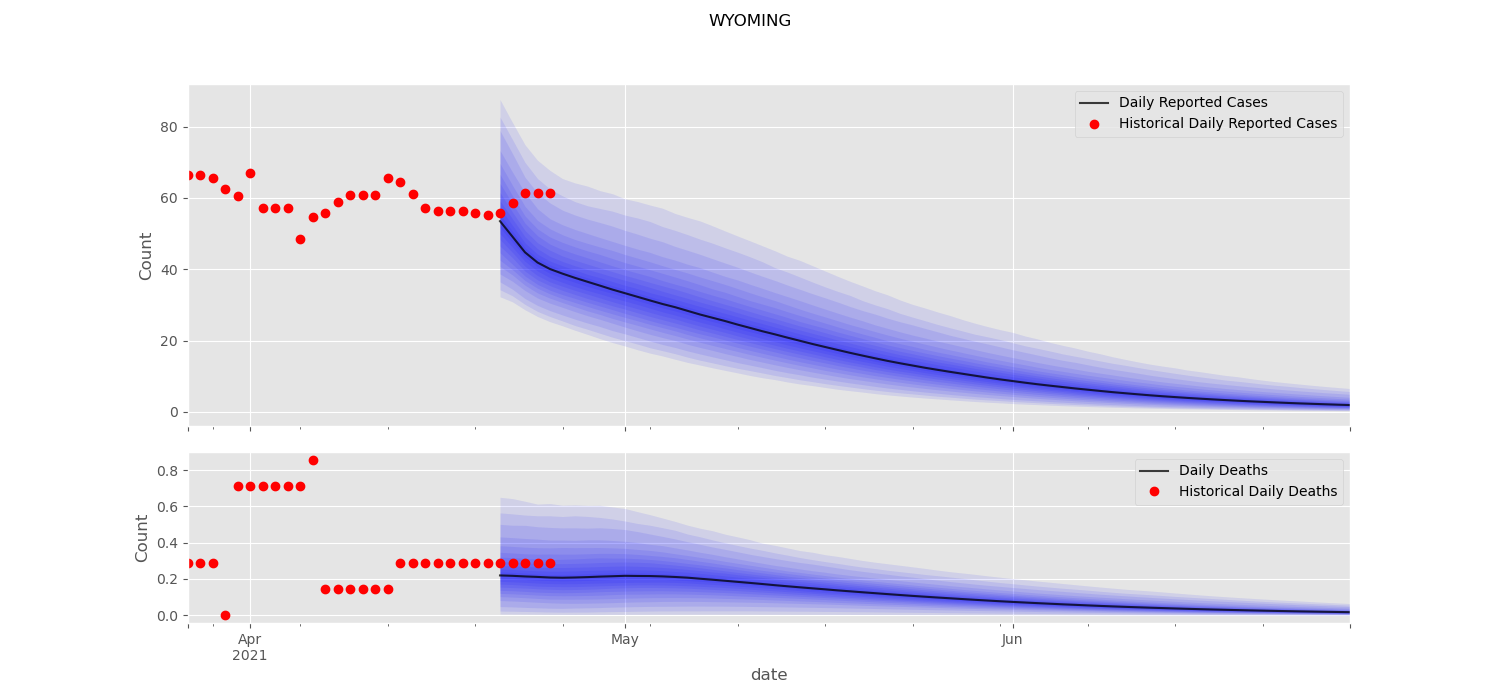 WYOMING
Daily Reported Cases
Historical Daily Reported Cases
80
60
40
20
0
Count
Daily Deaths
Historical Daily Deaths
0.8
0.6
0.4
0.2
0.0
Count
Apr
2021
May
Jun
date